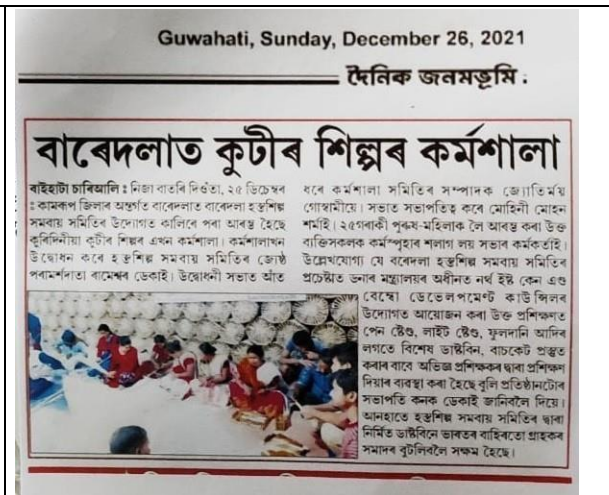 Guwahati, Sunday, December 26, 2021
দৈনিক জনমভূমি :
বাৰেদলাত কুটীৰ শিল্পৰ কৰ্মশালা
বাইহাটা চাৰিআলি : নিজা বাতৰি দিওঁতা, ২৫ ডিচেম্বৰ
: কামৰূপ জিলাৰ অন্তৰ্গত বাৰেদলাত বাৰেদলা হস্তশিল্প
সমবায় সমিতিৰ উদ্যোগত কালিৰে পৰা আৰম্ভ হৈছে
কুৰিদিনীয়া কুটীৰ শিল্পৰ এখন কৰ্মশালা। কৰ্মশালাখন
উদ্বোধন কৰে হস্তশিল্প সমবায় সমিতিৰ জ্যেষ্ঠ
পৰামৰ্শদাতা ৰামেশ্বৰ ডেকাই। উদ্বোধনী সভাত আঁত
ধৰে কৰ্মশালা সমিতিৰ সম্পাদক জ্যোতিৰ্ময়
গোস্বামীয়ে। সভাত সভাপতিত্ব কৰে মোহিনী মোহন
শৰ্মাই। ২৫গৰাকী পুৰুষ-মহিলাক লৈ আৰম্ভ কৰা উক্ত
ব্যক্তিসকলক কৰ্মস্পৃহাৰ শলাগ লয় সভাৰ কৰ্মকৰ্তাই।
উল্লেখযোগ্য যে বৰেদলা হস্তশিল্প সমবায় সমিতিৰ
প্ৰচেষ্টাত ডনাৰ মন্ত্ৰ্যালয়ৰ অধীনত নৰ্থ ইষ্ট কেন এণ্ড
বেম্বো ডেভেলপমেণ্ট কাউন্সিলৰ
উদ্যোগত আয়োজন কৰা উক্ত প্ৰশিক্ষণত
পেন ষ্টেণ্ড, লাইট ষ্টেণ্ড, ফুলদানি আদিৰ
লগতে বিশেষ ডাষ্টবিন, বাচকেট প্ৰস্তুত
কৰাৰ বাবে অভিজ্ঞ প্ৰশিক্ষকৰ দ্বাৰা প্ৰশিক্ষণ
দিয়াৰ ব্যৱস্থা কৰা হৈছে বুলি প্ৰতিষ্ঠানটোৰ
সভাপতি কনক ডেকাই জানিবলৈ দিয়ে।
আনহাতে হস্তশিল্প সমবায় সমিতিৰ দ্বাৰা
নিৰ্মিত ডাষ্টবিনে ভাৰতৰ বাহিৰতো গ্ৰাহকৰ
সমাদৰ বুটলিবলৈ সক্ষম হৈছে।